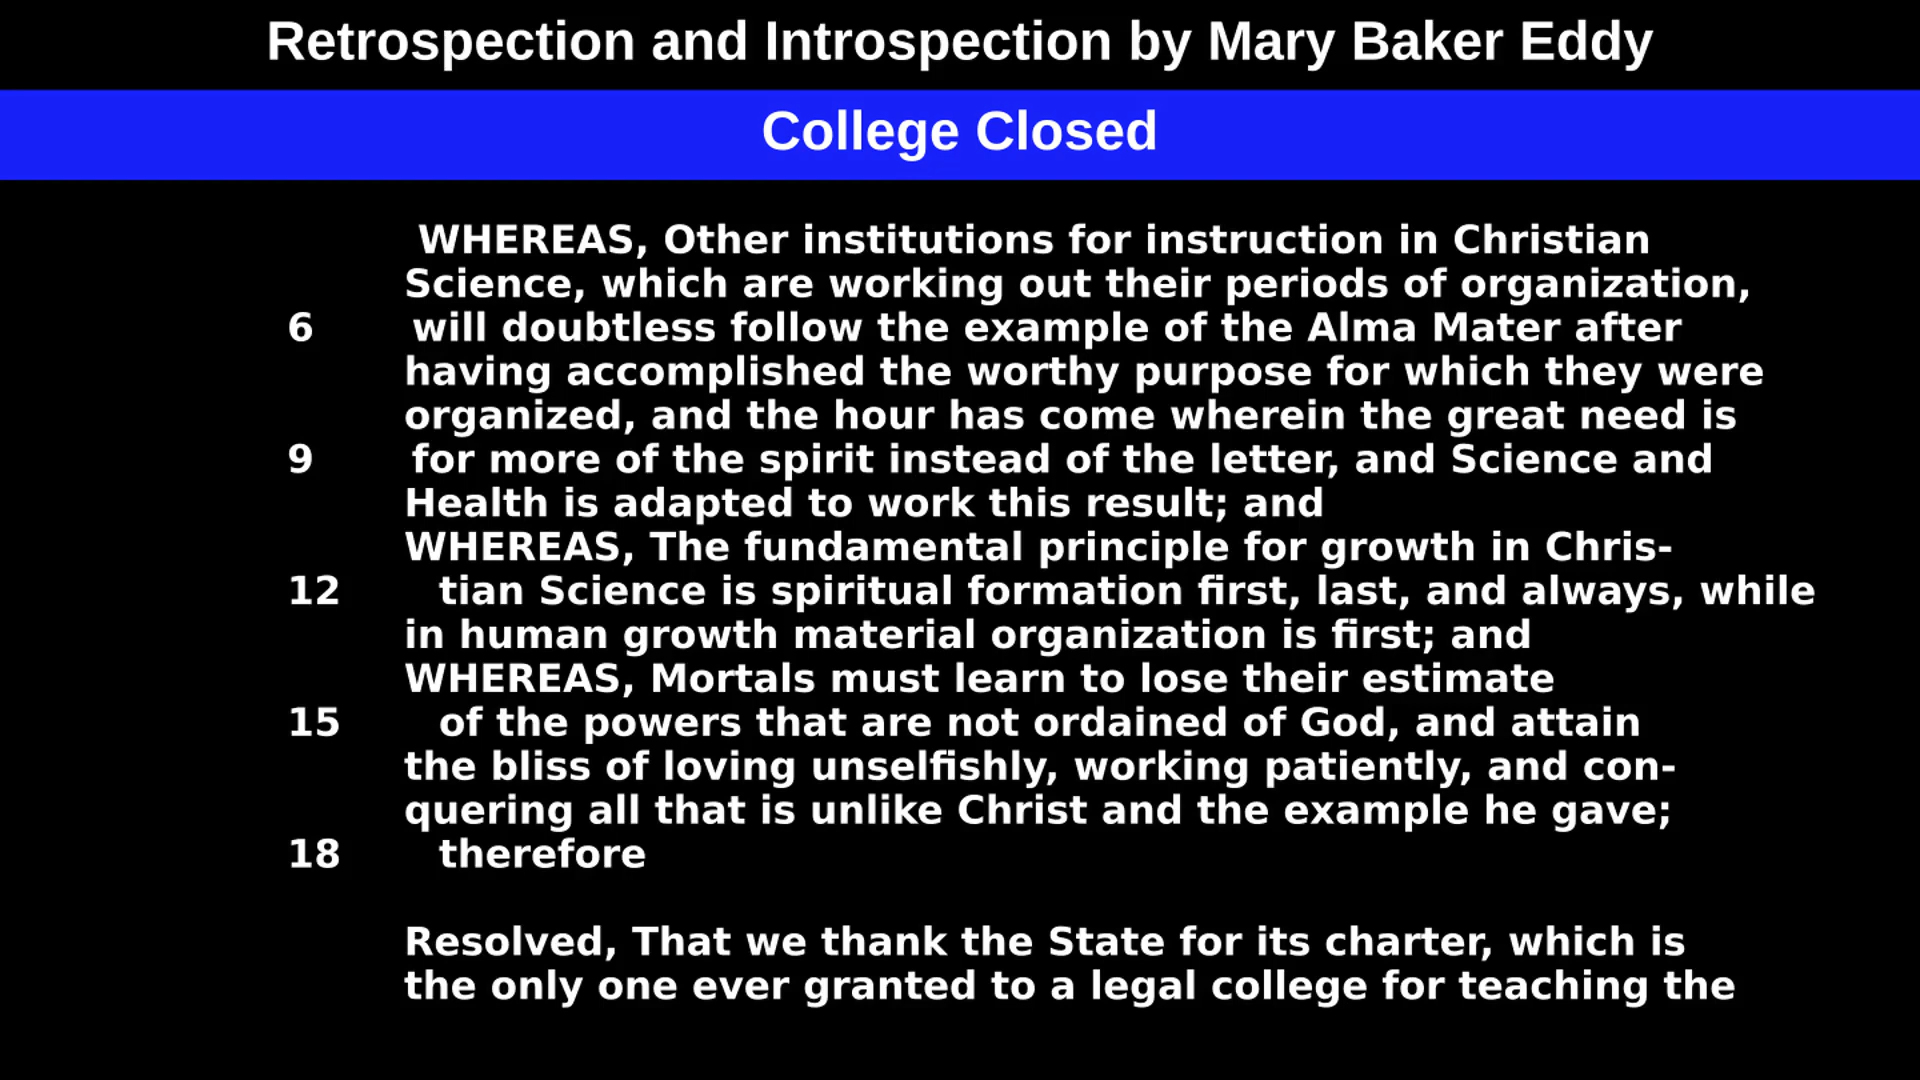 Retrospection and Introspection by Mary Baker Eddy
College Closed
WHEREAS, Other institutions for instruction in Christian
Science, which are working out their periods of organization,
6 will doubtless follow the example of the Alma Mater after
having accomplished the worthy purpose for which they were
organized, and the hour has come wherein the great need is
9 for more of the spirit instead of the letter, and Science and
Health is adapted to work this result; and
WHEREAS, The fundamental principle for growth in Chris-
12 tian Science is spiritual formation first, last, and always, while
in human growth material organization is first; and
WHEREAS, Mortals must learn to lose their estimate
15 of the powers that are not ordained of God, and attain
the bliss of loving unselfishly, working patiently, and con-
quering all that is unlike Christ and the example he gave;
18 therefore
Resolved, That we thank the State for its charter, which is
the only one ever granted to a legal college for teaching the